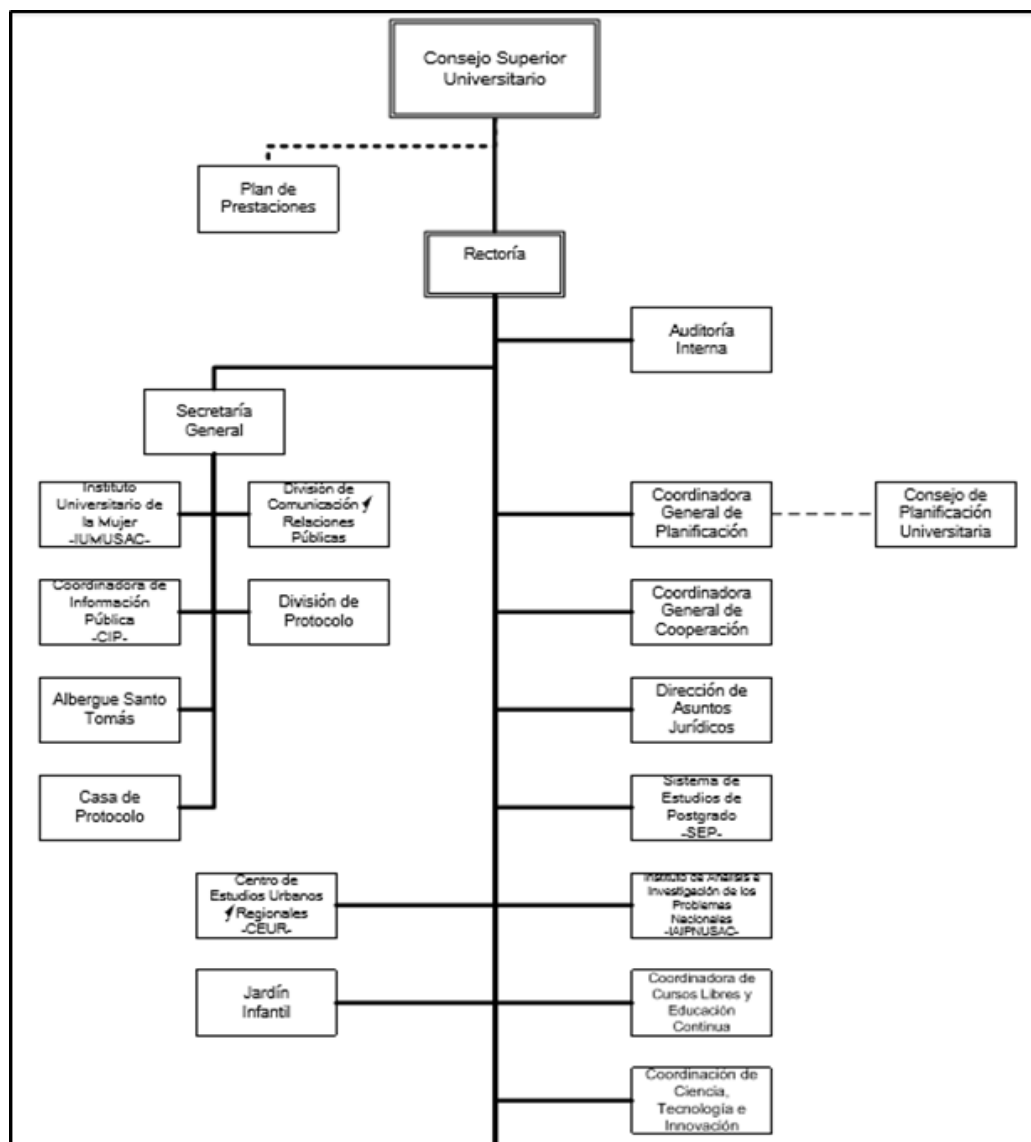 Consejo Superior
Universitario
Plan de
Prestaciones
Rectoría
Auditoría
Interna
Secretaría
General
Instituto
Universitario de
la Mujer
-IUMUSAC-
División de
Comunicación y
Relaciones
Públicas
Coordinadora
General de
Planificación
Consejo de
Planificación
Universitaria
Coordinadora de
Información
Pública
-CIP-
División de
Protocolo
Coordinadora
General de
Cooperación
Albergue Santo
Tomás
Dirección de
Asuntos
Jurídicos
Casa de
Protocolo
Sistema de
Estudios de
Postgrado
-SEP-
Centro de
Estudios Urbanos
y Regionales
-CEUR-
Instituto de Análisis e
Investigación de los
Problemas
Nacionales
-IAIPNUSAC-
Jardín
Infantil
Coordinadora de
Cursos Libres y
Educación
Continua
Coordinación de
Ciencia,
Tecnología e
Innovación